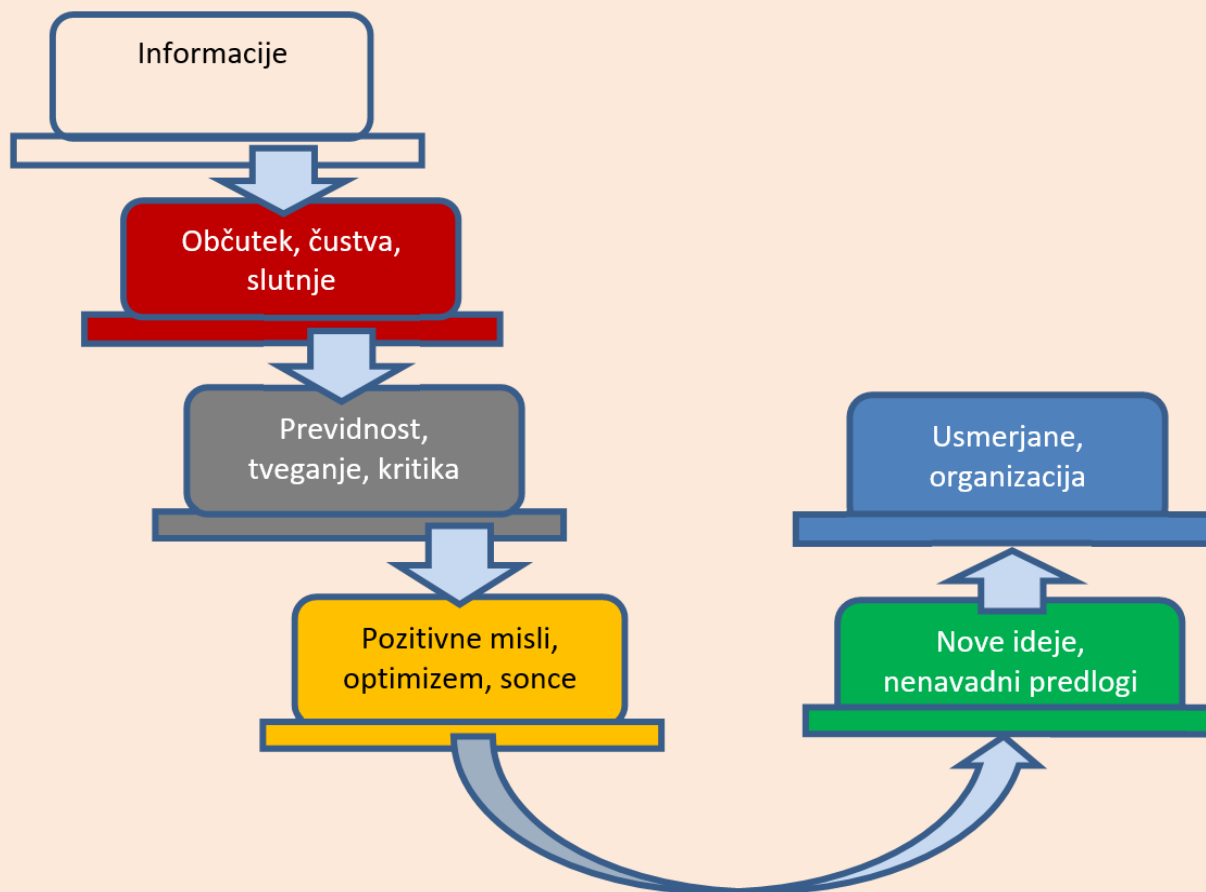 Informacije
Občutek, čustva,
slutnje
Previdnost,
tveganje, kritika
Pozitivne misli,
optimizem, sonce
Nove ideje,
nenavadni predlogi
Usmerjane,
organizacija